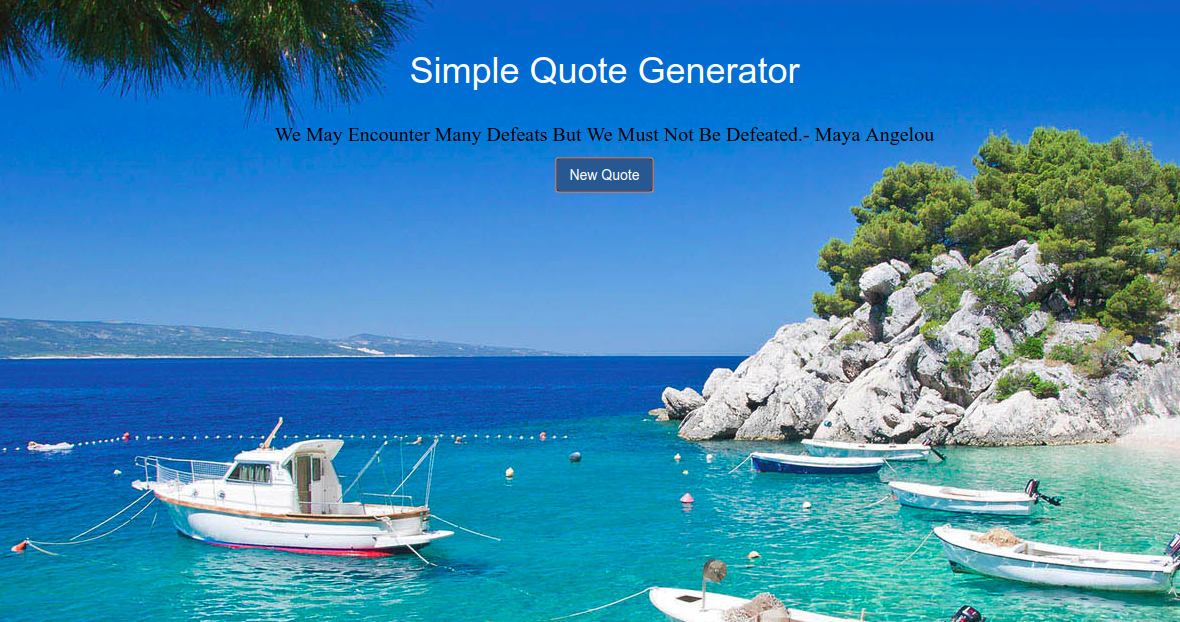 Simple Quote Generator
We May Encounter Many Defeats But We Must Not Be Defeated.- Maya Angelou
New Quote